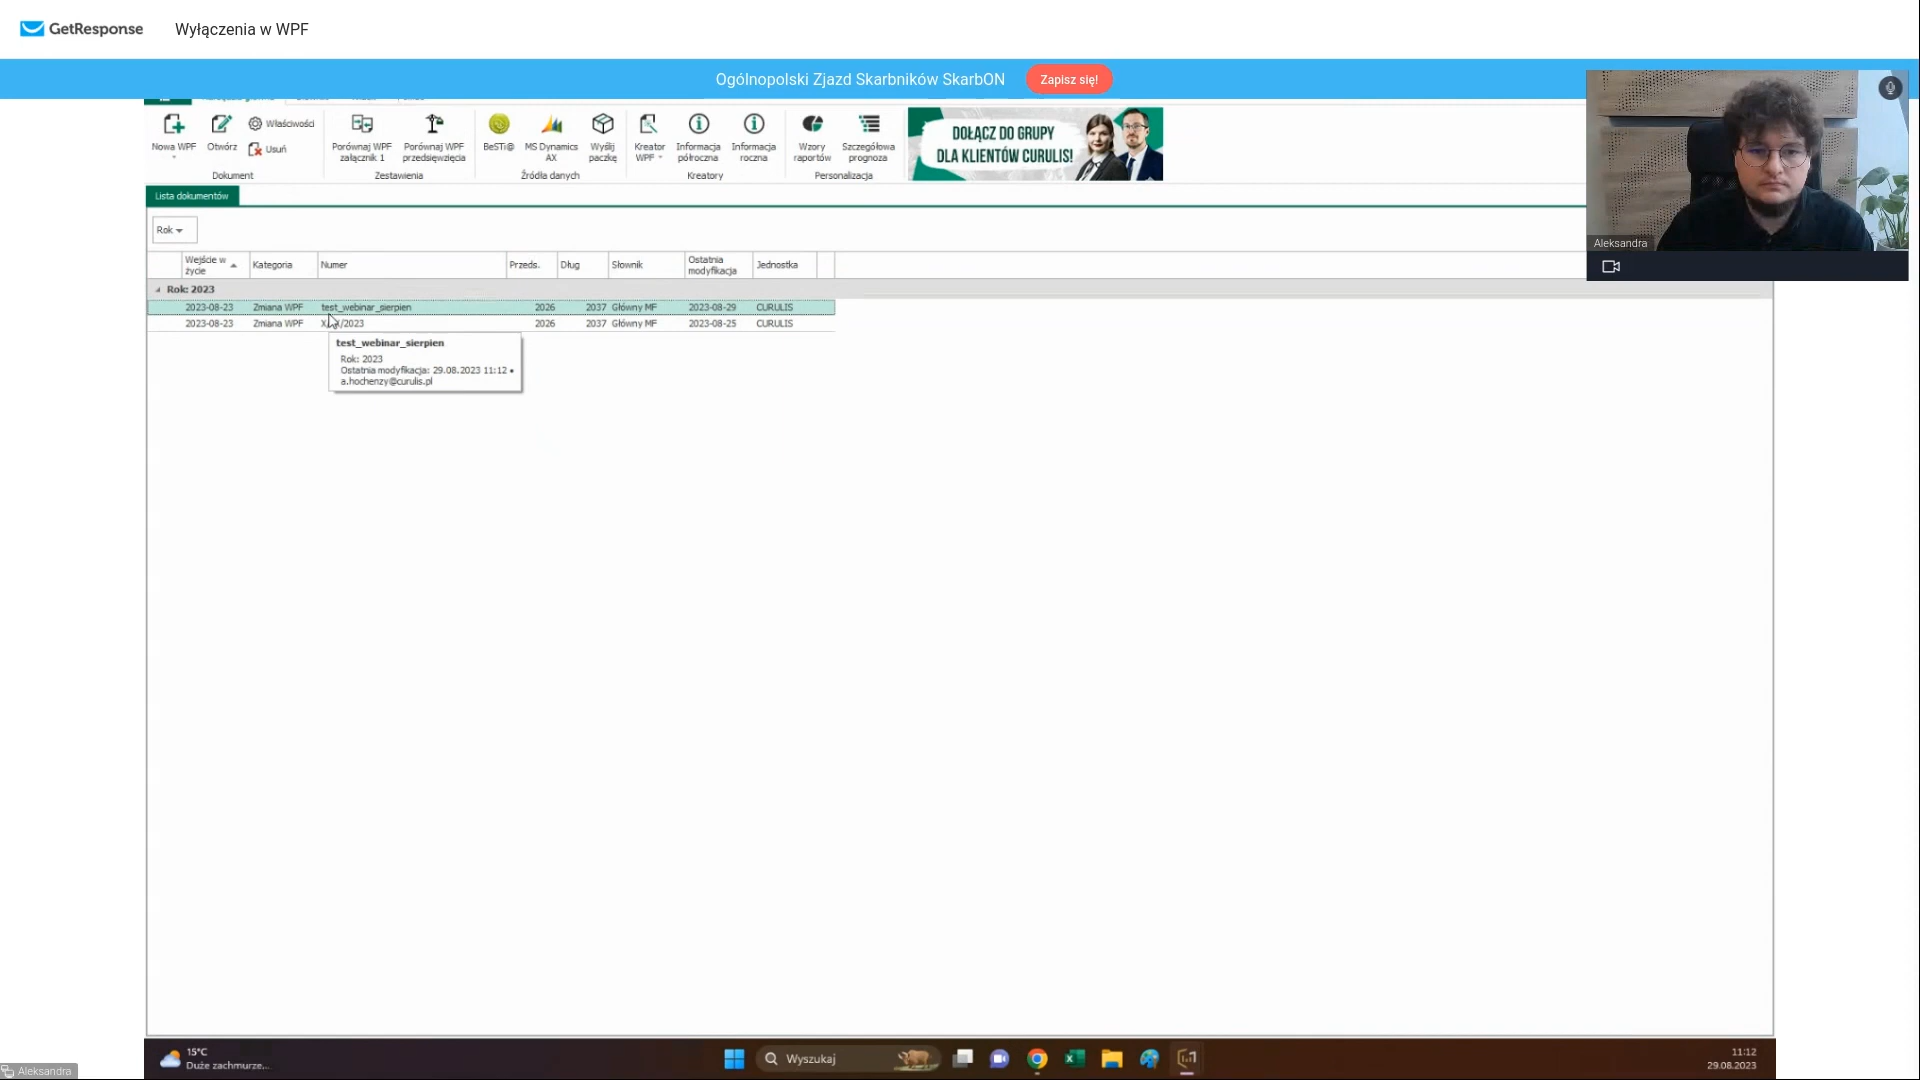 GetResponse
Wyłączenia w WPF
Ogólnopolski Zjazd Skarbników SkarbON
Zapisz się!
Nowa WPF
Otwórz
Właściwości
Usuń
Dokument
Porównaj WPF
załącznik 1
Porównaj WPF
przedsięwzięcia
Zestawienia
BeSTi@
MS Dynamics
AX
Wyślij
paczkę
Źródła danych
Kreator
WPF
Informacja
półroczna
Informacja
roczna
Kreatory
Wzory
raportów
Szczegółowa
prognoza
Personalizacja
DOŁĄCZ DO GRUPY
DLA KLIENTÓW CURULIS!
Lista dokumentów
Rok
Wejście w
życie
Kategoria
Numer
Przeds.
Dług
Słownik
Ostatnia
modyfikacja
Jednostka
Rok: 2023
2023-08-23 Zmiana WPF test_webinar_sierpien 2026 2037 Główny MF 2023-08-29 CURULIS
2023-08-23 Zmiana WPF /2023 2026 2037 Główny MF 2023-08-25 CURULIS
test_webinar_sierpien
Rok: 2023
Ostatnia modyfikacja: 29.08.2023 11:12 •
a.hochenzy@curulis.pl
Aleksandra
15°C
Duże zachmurze...
Wyszukaj
11:12
29.08.2023
Aleksandra